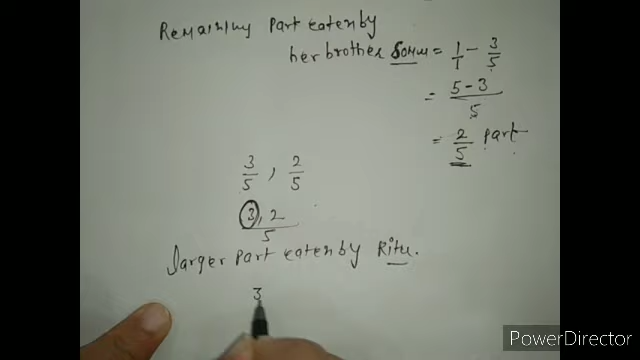 Remaining part eaten by
her brother Somu = 1/1 - 3/5
= 5-3/5
= 2/5 part
3/5 , 2/5
3, 2/5
larger part eaten by Ritu.
3
PowerDirector